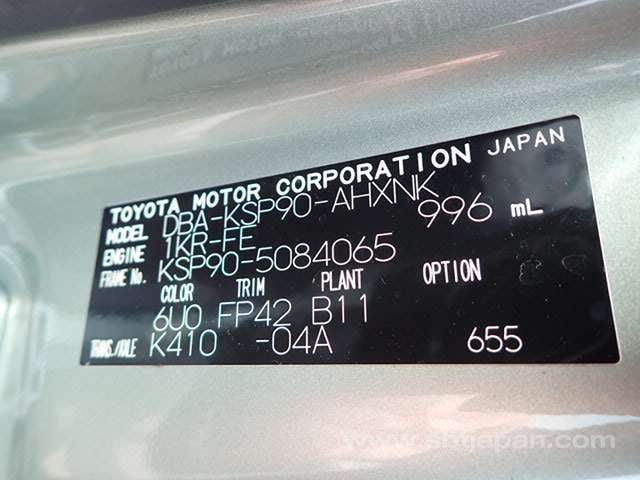 TOYOTA MOTOR CORPORATION JAPAN
MODEL DBA-KSP90-AHXNK
ENGINE 1KR-FE 996 mL
FRAME No. KSP90-5084065
COLOR TRIM PLANT OPTION
6U0 FP42 B11
TRANS./AXLE K410 -04A 655
www.sbtjapan.com